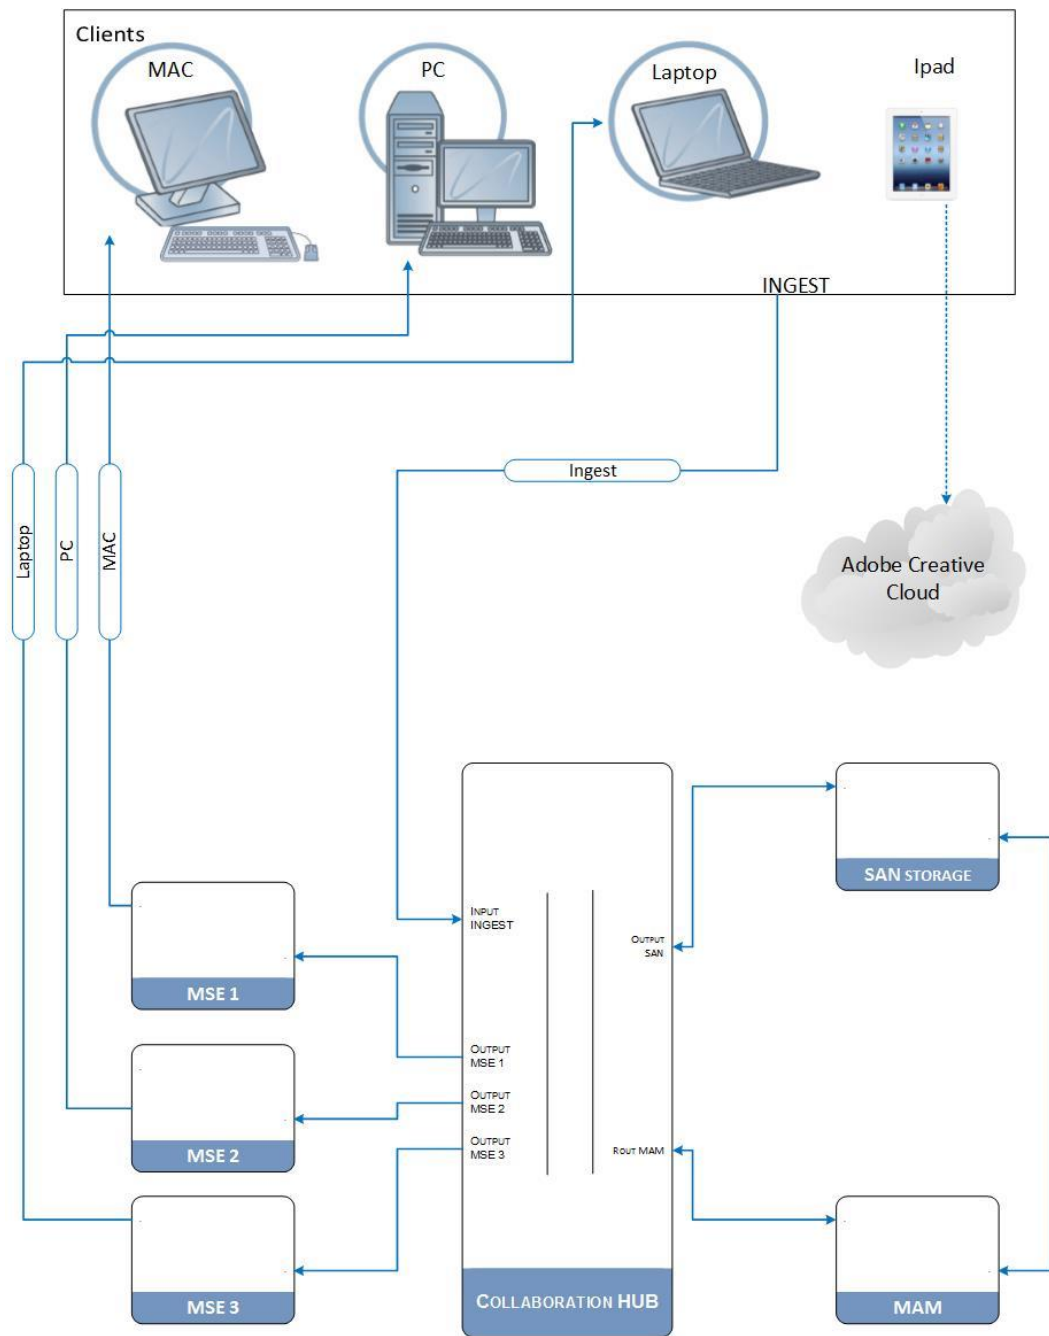 Clients
MAC
PC
Laptop
Ipad
INGEST
Ingest
Laptop
PC
MAC
Adobe Creative
Cloud
SAN STORAGE
INPUT
INGEST
OUTPUT
SAN
MSE 1
OUTPUT
MSE 1
OUTPUT
MSE 2
OUTPUT
MSE 3
ROUT MAM
MSE 2
MSE 3
COLLABORATION HUB
MAM